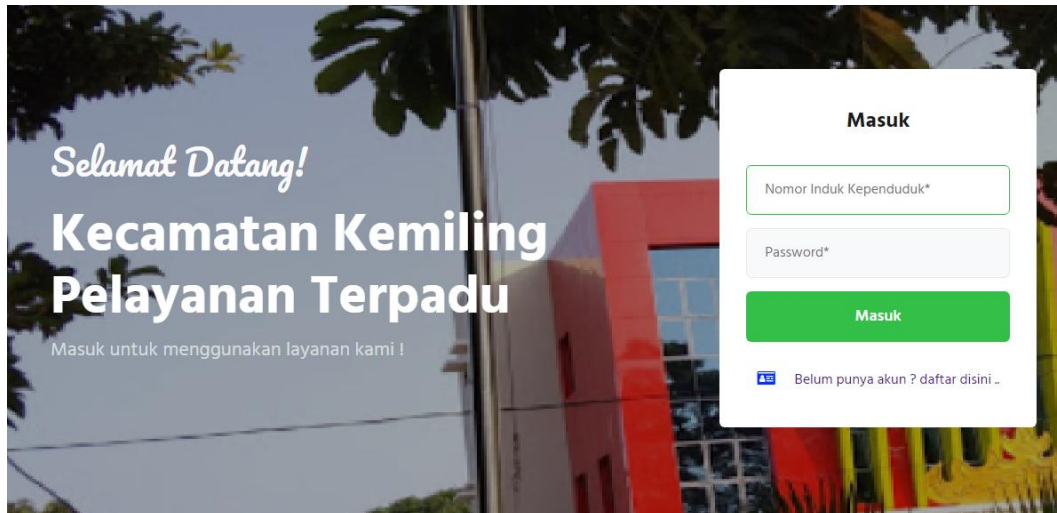 Selamat Datang!
Kecamatan Kemiling
Pelayanan Terpadu
Masuk untuk menggunakan layanan kami !
Masuk
Nomor Induk Kependuduk*
Password*
Masuk
Belum punya akun ? daftar disini ..